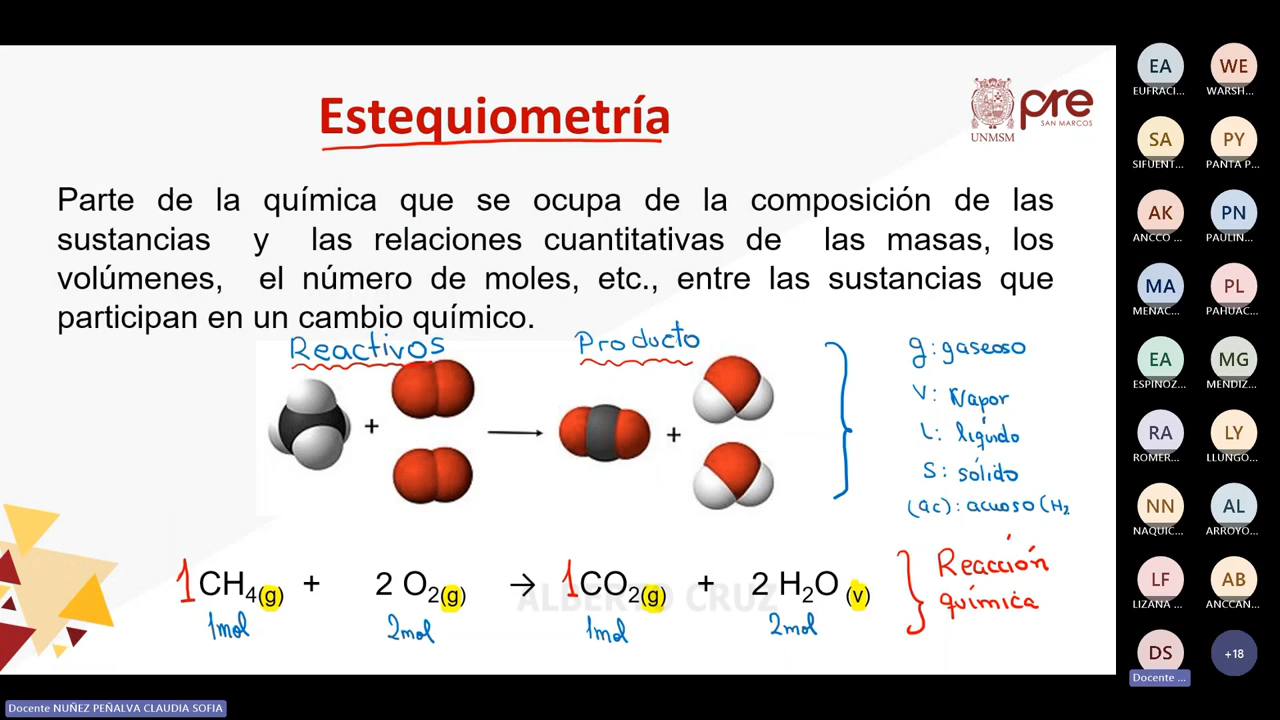 Estequiometría
UNMSM
pre
SAN MARCOS
Parte de la química que se ocupa de la composición de las
sustancias y las relaciones cuantitativas de las masas, los
volúmenes, el número de moles, etc., entre las sustancias que
participan en un cambio químico.
Reactivos
Producto
+ → +
g: gaseoso
V: Vapor
L: líquido
S: sólido
(ac): acuoso (H₂
1 CH₄(g) + 2 O₂(g) → 1 CO₂(g) + 2 H₂O (v)
1mol 2mol 1mol 2mol
Reacción
química
ALBERTO CRUZ
EA WE
EUFRACI... WARSH...
SA PY
SIFUENT... PANTA P...
AK PN
ANCCO ... PAULIN...
MA PL
MENAC... PAHUAC...
EA MG
ESPINOZ... MENDIZ...
RA LY
ROMER... LLUNGO...
NN AL
NAQUIC... ARROYO...
LF AB
LIZANA ... ANCCAN...
DS +18
Docente ...
Docente NUÑEZ PEÑALVA CLAUDIA SOFIA